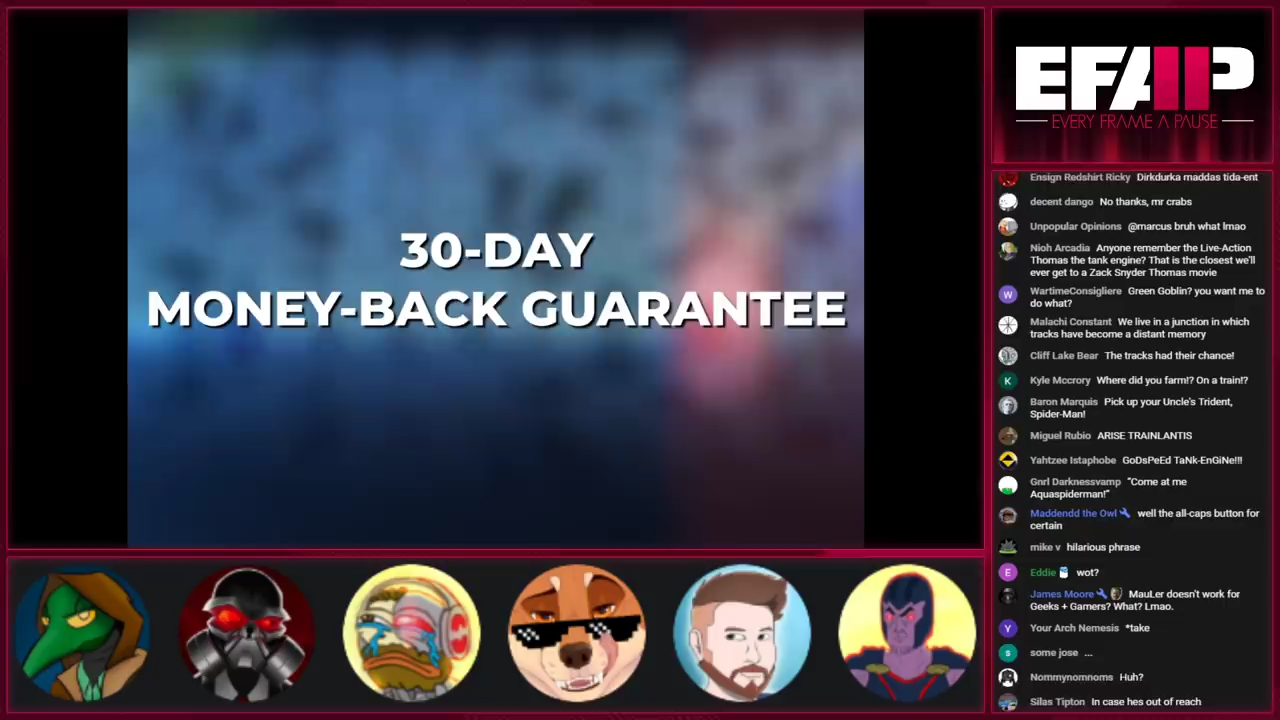 30-DAY
MONEY-BACK GUARANTEE
EFAP
EVERY FRAME A PAUSE
Ensign Redshirt Ricky Dirkdurka maddas tida-ent
decent dango No thanks, mr crabs
Unpopular Opinions @marcus bruh what lmao
Nioh Arcadia Anyone remember the Live-Action
Thomas the tank engine? That is the closest we'll
ever get to a Zack Snyder Thomas movie
W
WartimeConsigliere Green Goblin? you want me to
do what?
Malachi Constant We live in a junction in which
tracks have become a distant memory
Cliff Lake Bear The tracks had their chance!
K
Kyle Mccrory Where did you farm!? On a train!?
Baron Marquis Pick up your Uncle's Trident,
Spider-Man!
Miguel Rubio ARISE TRAINLANTIS
Yahtzee Istaphobe GoDsPeEd TaNk-EnGiNe!!!
Gnrl Darknessvamp "Come at me
Aquaspiderman!"
Maddendd the Owl well the all-caps button for
certain
mike v hilarious phrase
E
Eddie wot?
James Moore MauLer doesn't work for
Geeks + Gamers? What? Lmao.
Y
Your Arch Nemesis *take
s
some jose ...
Nommynomnoms Huh?
Silas Tipton In case hes out of reach